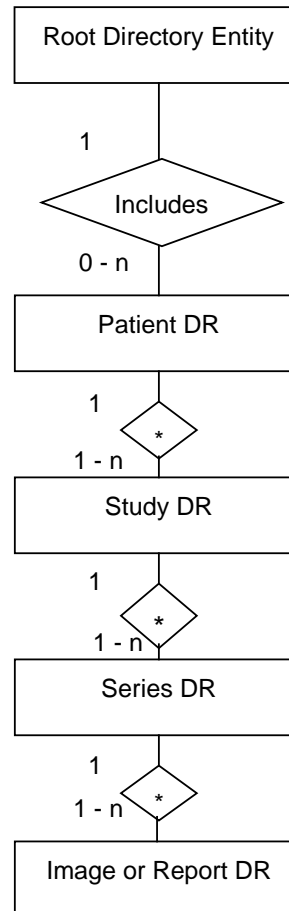 Root Directory Entity
1
Includes
0 - n
Patient DR
1
*
1 - n
Study DR
1
*
1 - n
Series DR
1
*
1 - n
Image or Report DR